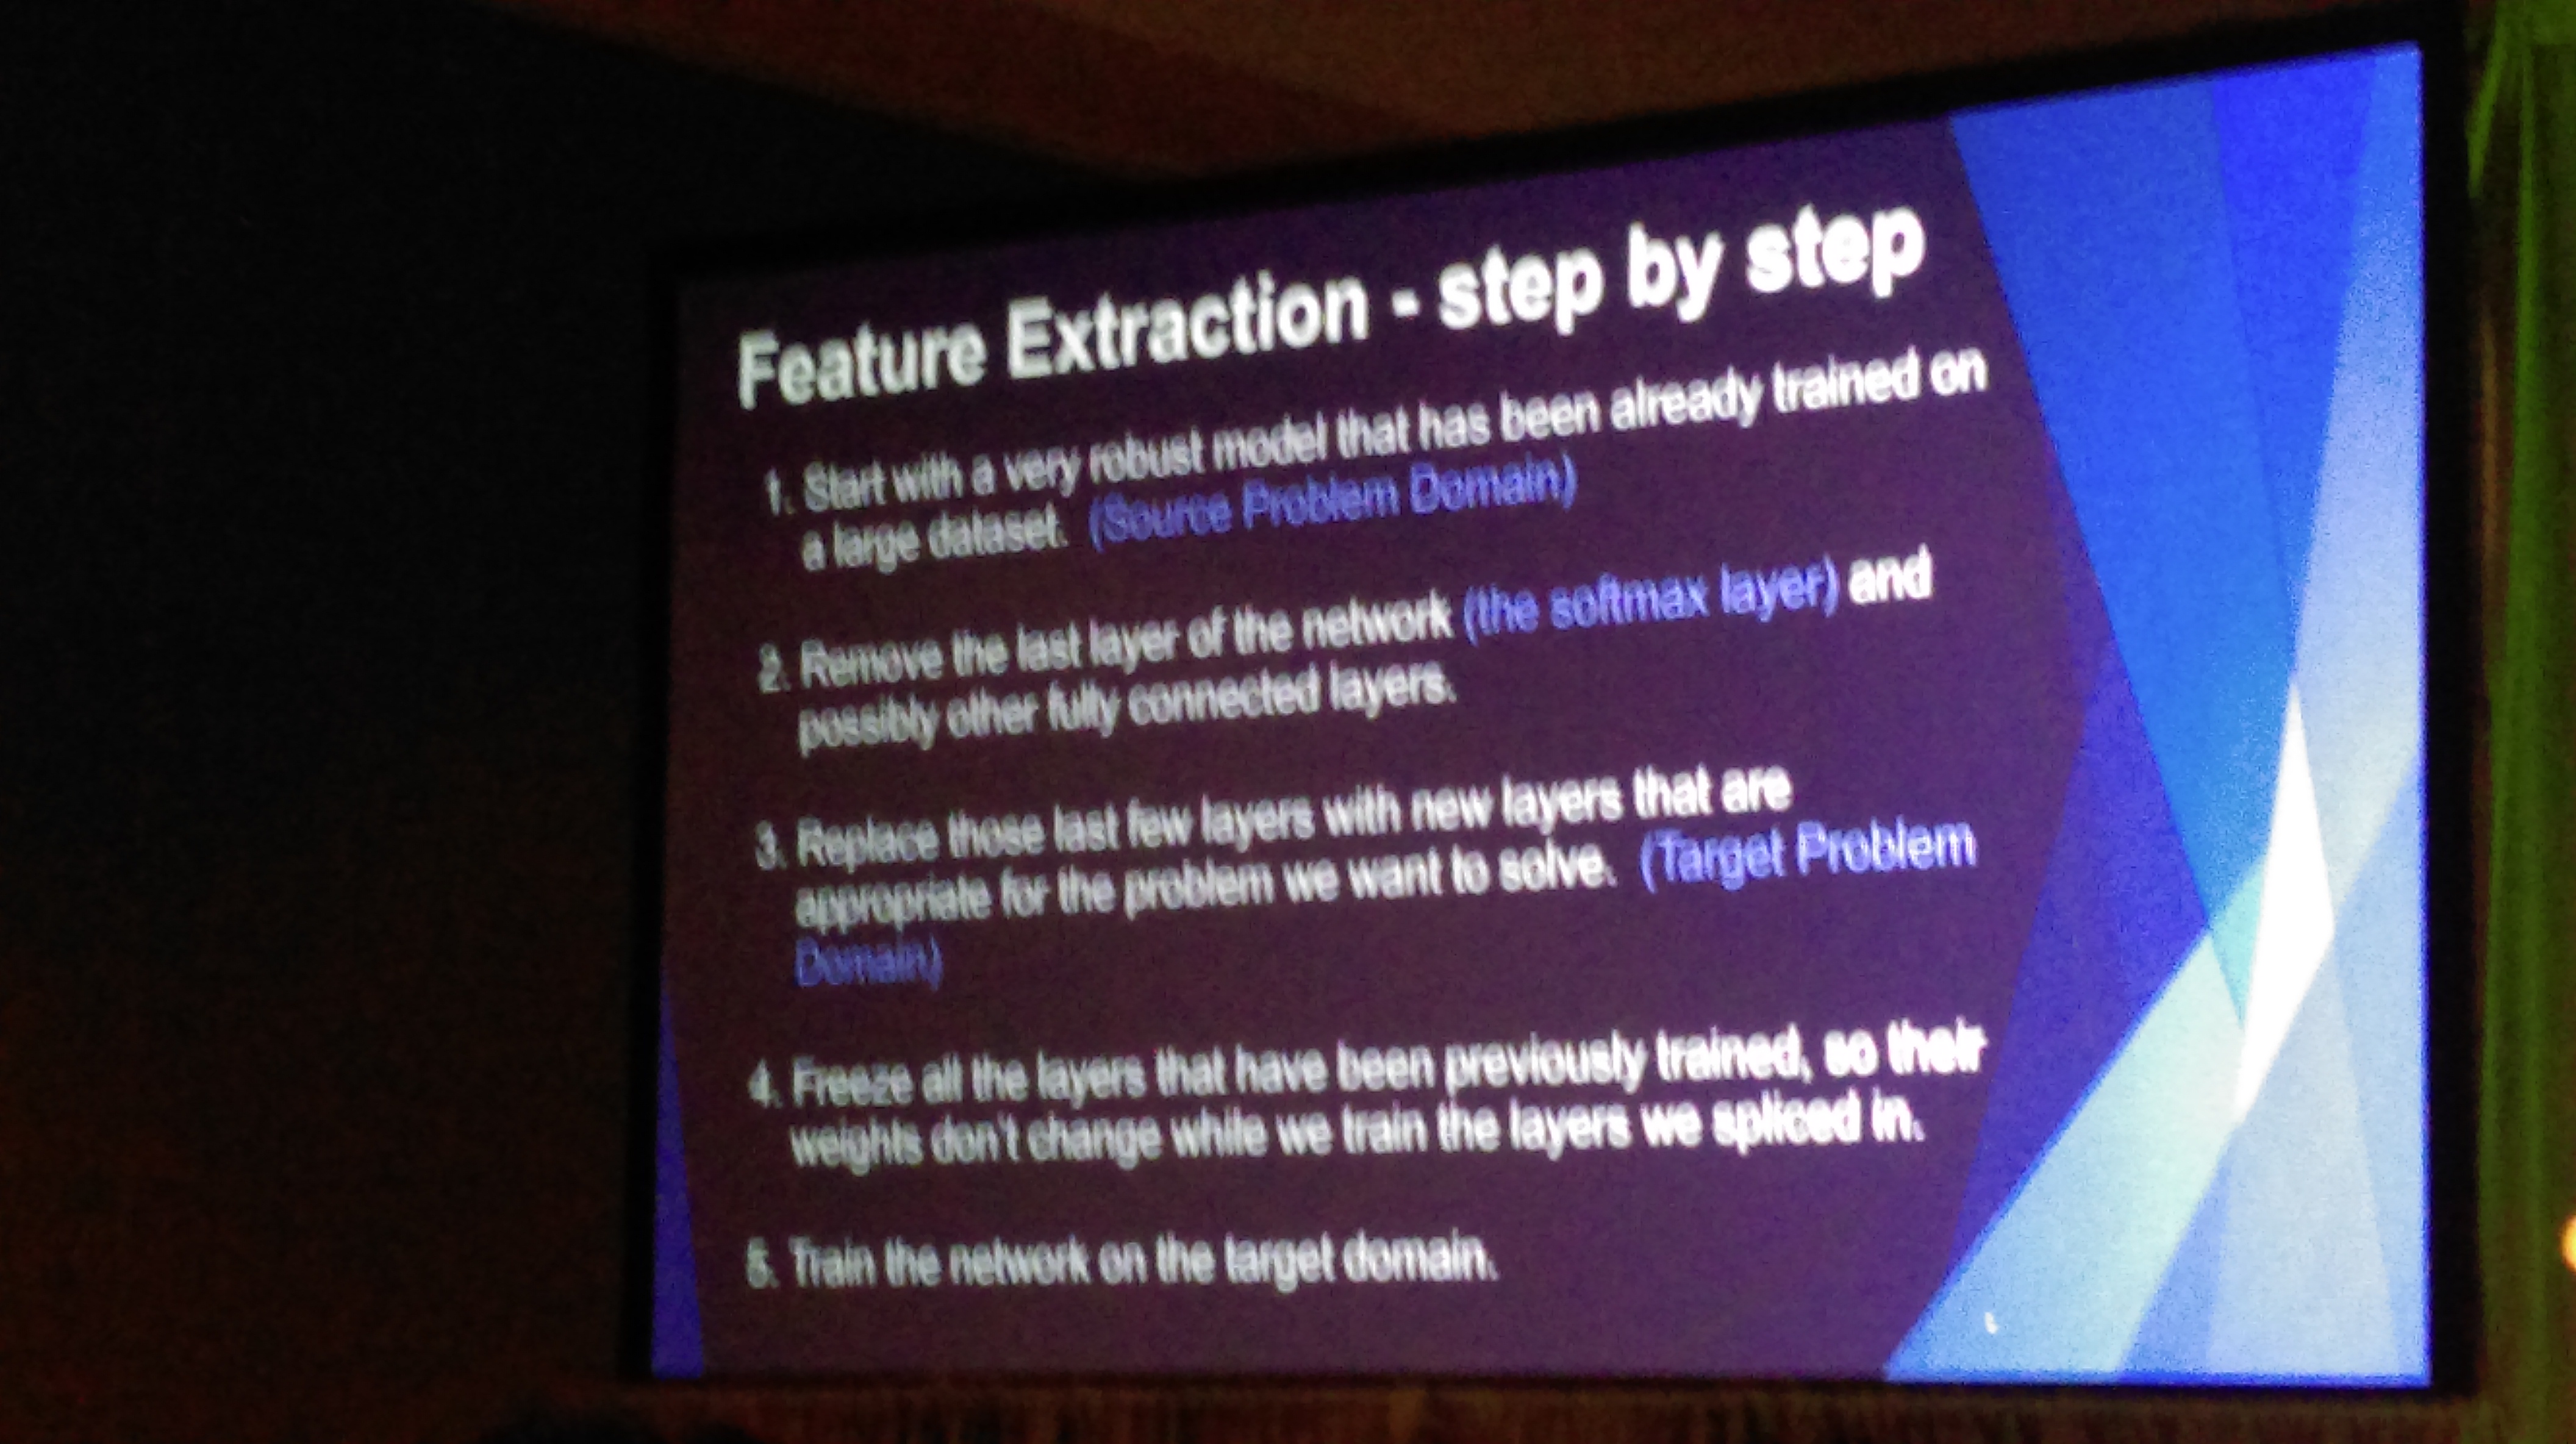 Feature Extraction - step by step
1. Start with a very robust model that has been already trained on
a large dataset. (Source Problem Domain)
2. Remove the last layer of the network (the softmax layer) and
possibly other fully connected layers.
3. Replace those last few layers with new layers that are
appropriate for the problem we want to solve. (Target Problem
Domain)
4. Freeze all the layers that have been previously trained, so their
weights don't change while we train the layers we spliced in.
5. Train the network on the target domain.